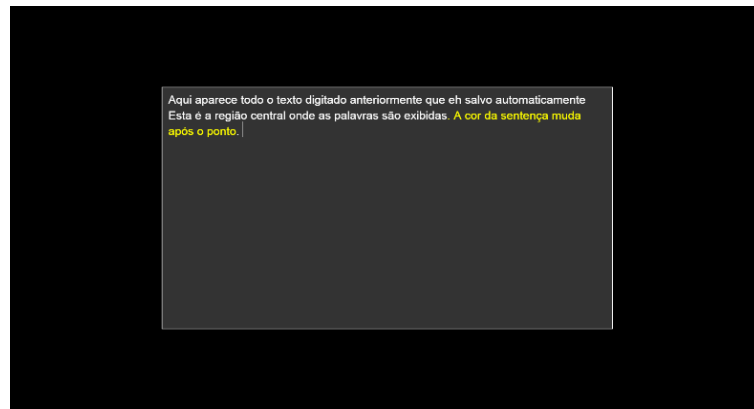 Aqui aparece todo o texto digitado anteriormente que eh salvo automaticamente
Esta é a região central onde as palavras são exibidas. A cor da sentença muda
após o ponto.